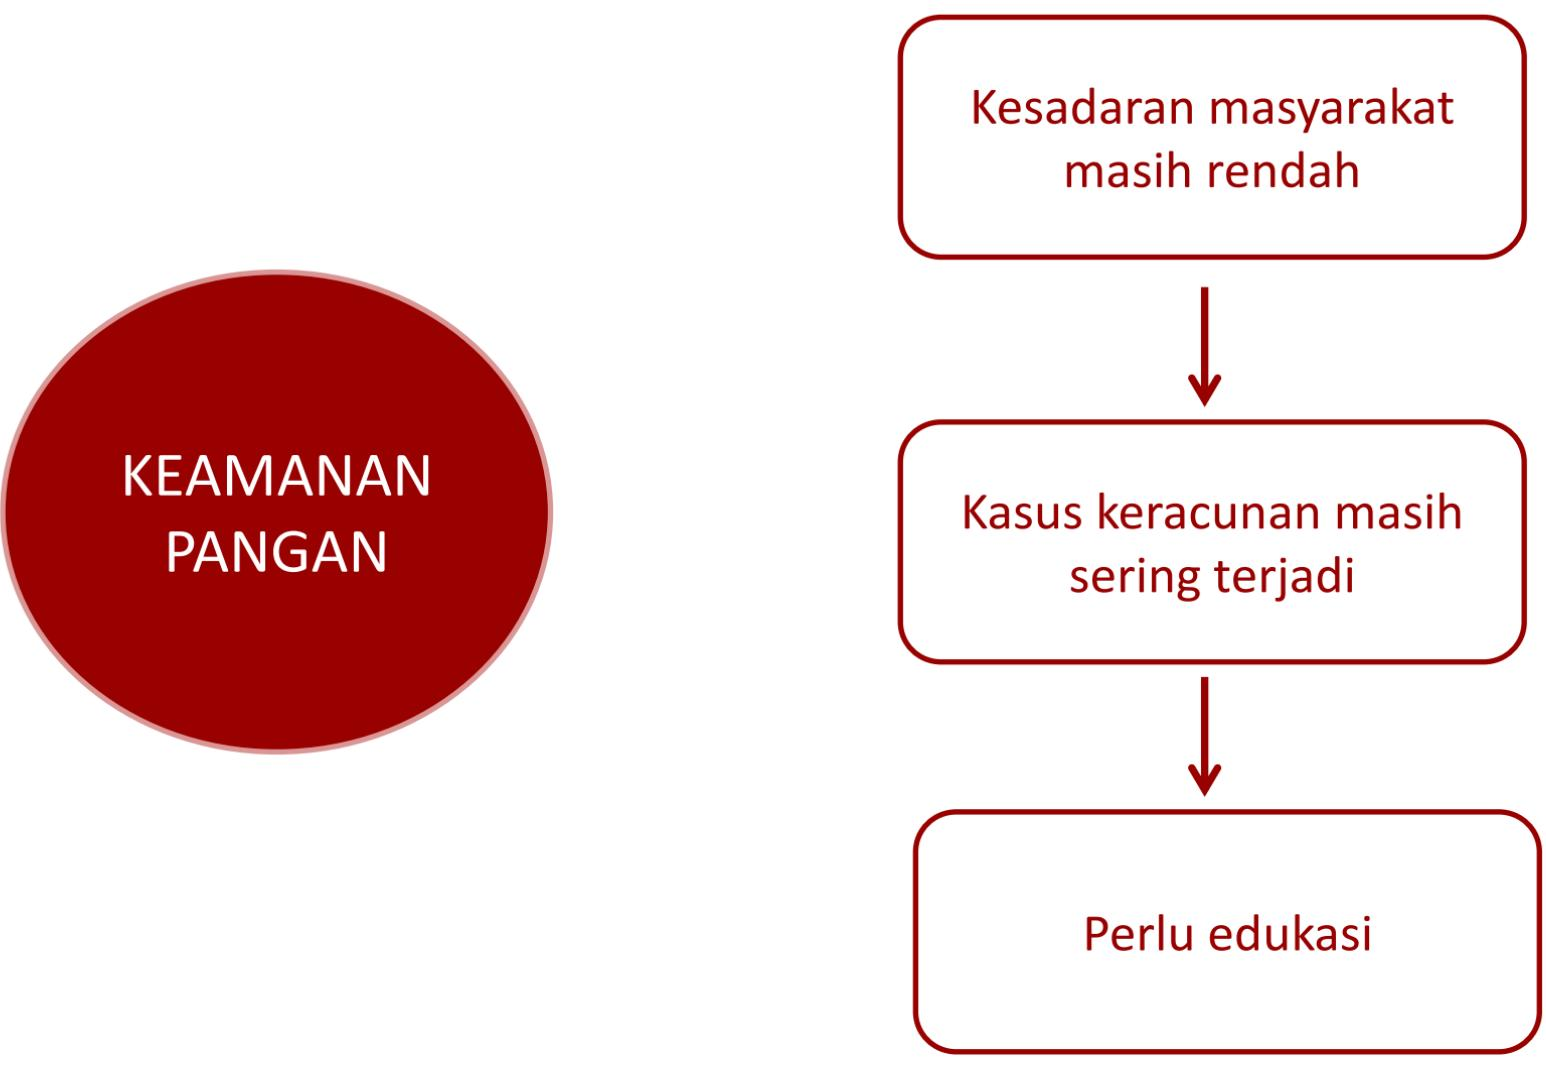 KEAMANAN
PANGAN
Kesadaran masyarakat
masih rendah
Kasus keracunan masih
sering terjadi
Perlu edukasi